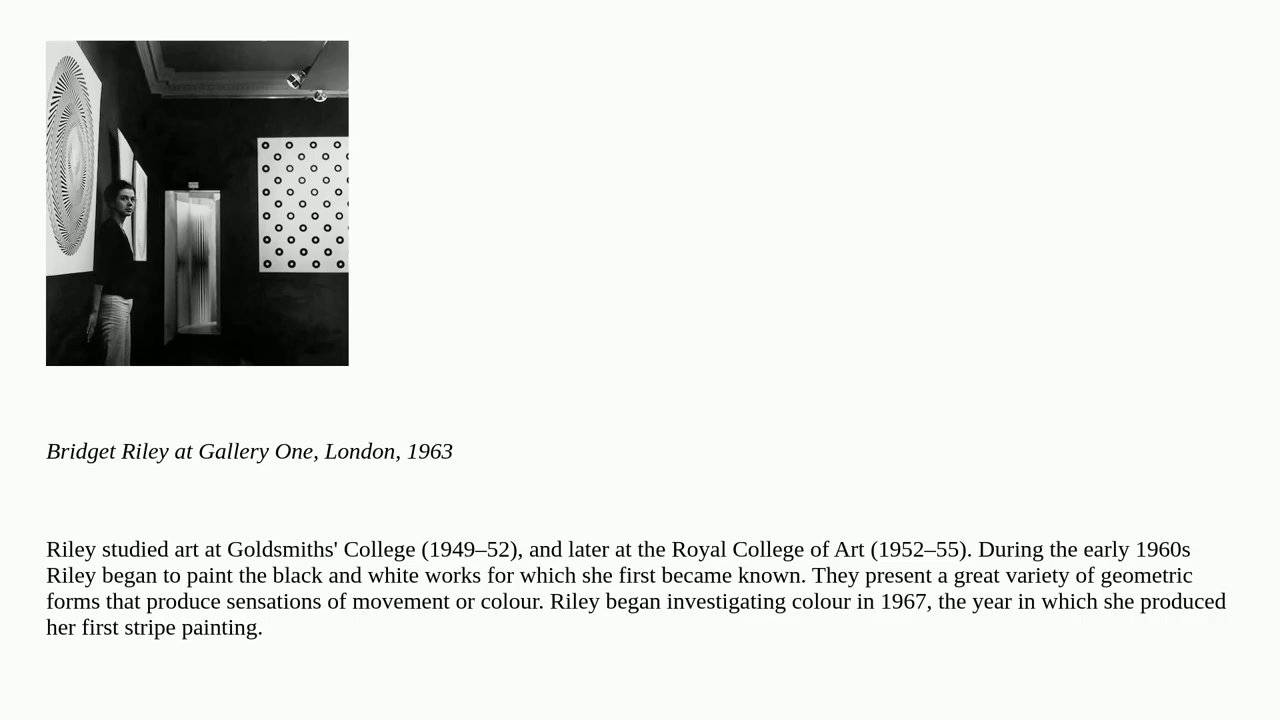 Bridget Riley at Gallery One, London, 1963
Riley studied art at Goldsmiths' College (1949–52), and later at the Royal College of Art (1952–55). During the early 1960s
Riley began to paint the black and white works for which she first became known. They present a great variety of geometric
forms that produce sensations of movement or colour. Riley began investigating colour in 1967, the year in which she produced
her first stripe painting.